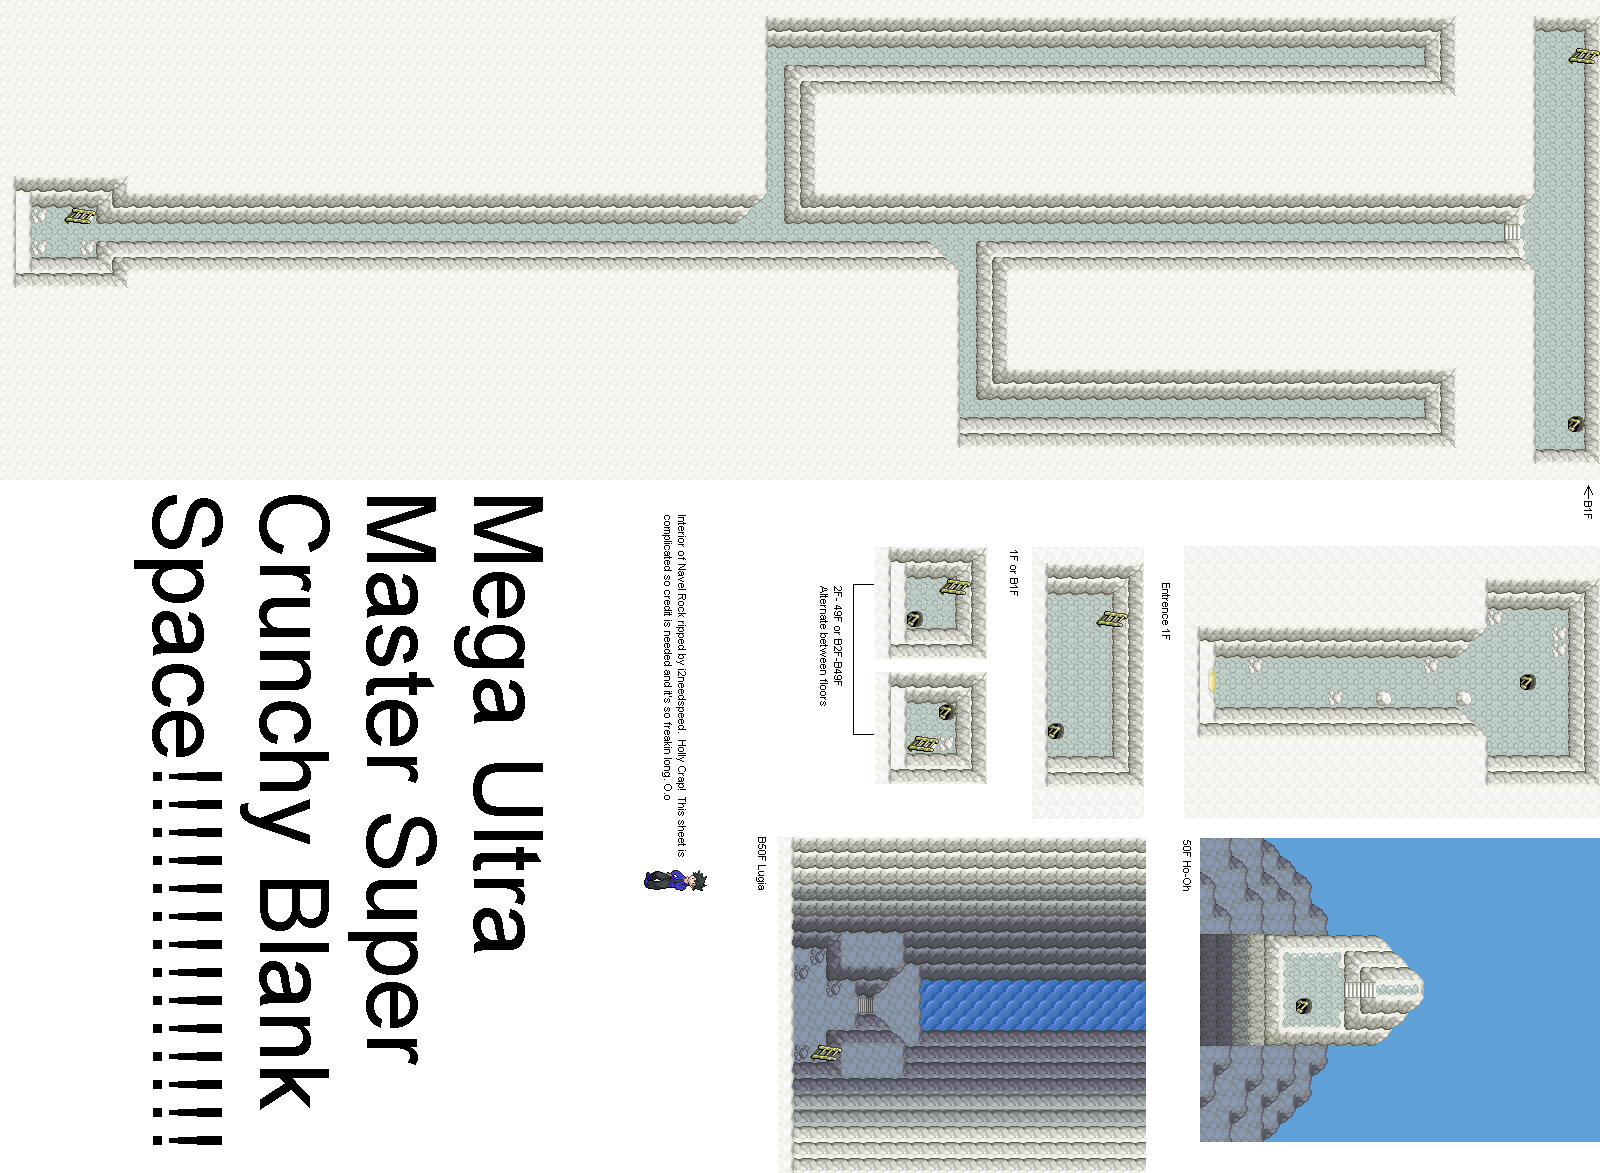 B1F
Entrence 1F
1F or B1F
2F- 49F or B2F-B49F
Alternate between floors
50F Ho-Oh
B50F Lugia
Interior of Navel Rock ripped by i2needspeed. Holly Crap! This sheet is
complicated so credit is needed and it's so freakin long. O.o
Mega Ultra
Master Super
Crunchy Blank
Space!!!!!!!!!!!!!!